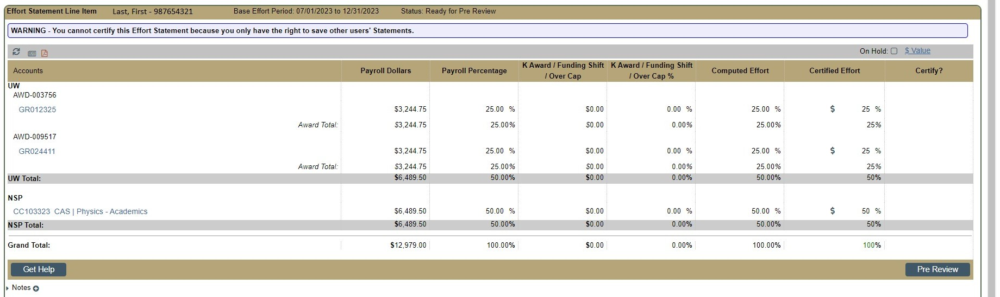 Effort Statement Line Item Last, First - 987654321 Base Effort Period: 07/01/2023 to 12/31/2023 Status: Ready for Pre Review
WARNING - You cannot certify this Effort Statement because you only have the right to save other users' Statements.
On Hold: $ Value
Accounts Payroll Dollars Payroll Percentage K Award / Funding Shift / Over Cap K Award / Funding Shift / Over Cap % Computed Effort Certified Effort Certify?
UW
AWD-003756
GR012325 $3,244.75 25.00 % $0.00 0.00 % 25.00 % $ 25 %
Award Total: $3,244.75 25.00% $0.00 0.00% 25.00% 25%
AWD-009517
GR024411 $3,244.75 25.00 % $0.00 0.00 % 25.00 % $ 25 %
Award Total: $3,244.75 25.00% $0.00 0.00% 25.00% 25%
UW Total: $6,489.50 50.00% $0.00 0.00% 50.00% 50%
NSP
CC103323 CAS | Physics - Academics $6,489.50 50.00 % $0.00 0.00 % 50.00 % $ 50 %
NSP Total: $6,489.50 50.00% $0.00 0.00% 50.00% 50%
Grand Total: $12,979.00 100.00% $0.00 0.00% 100.00% 100%
Get Help Pre Review
Notes